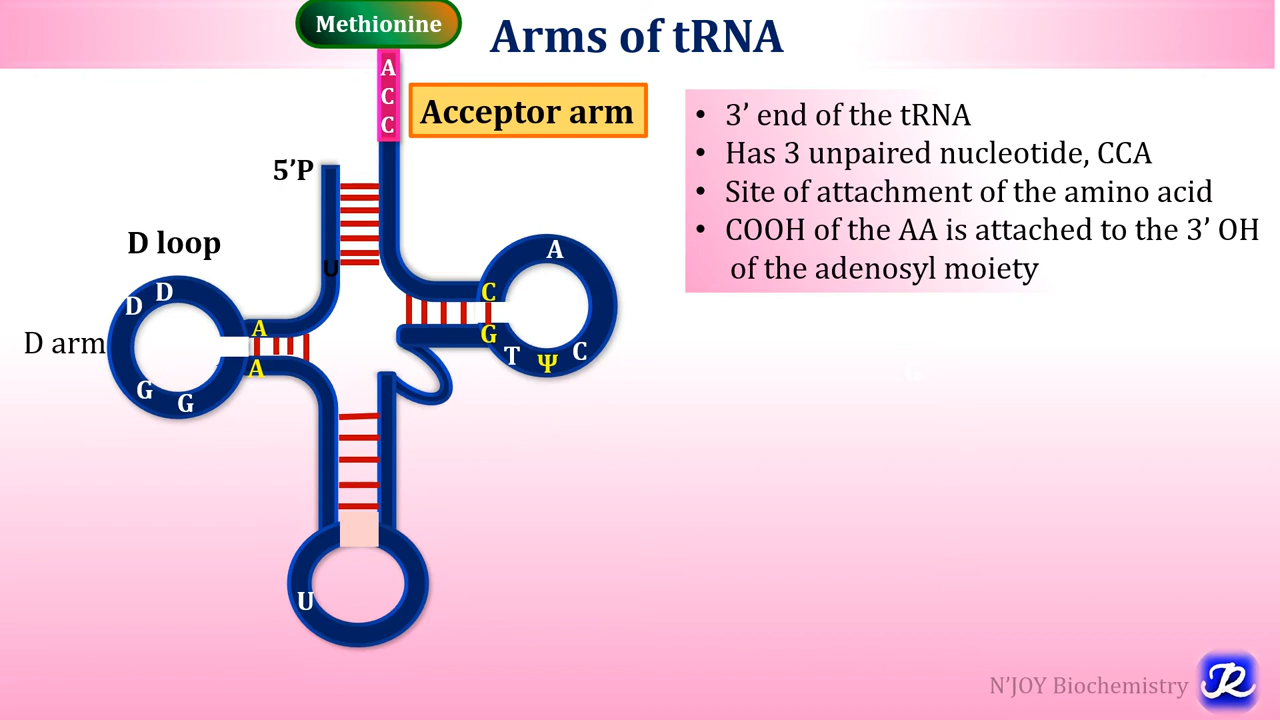 Methionine
Arms of tRNA
A
C
C
Acceptor arm
• 3’ end of the tRNA
• Has 3 unpaired nucleotide, CCA
• Site of attachment of the amino acid
• COOH of the AA is attached to the 3’ OH
of the adenosyl moiety
5’P
D loop
U
A
C
D D
A
D arm
G
T Ψ C
A
G G
U
N’JOY Biochemistry
JR